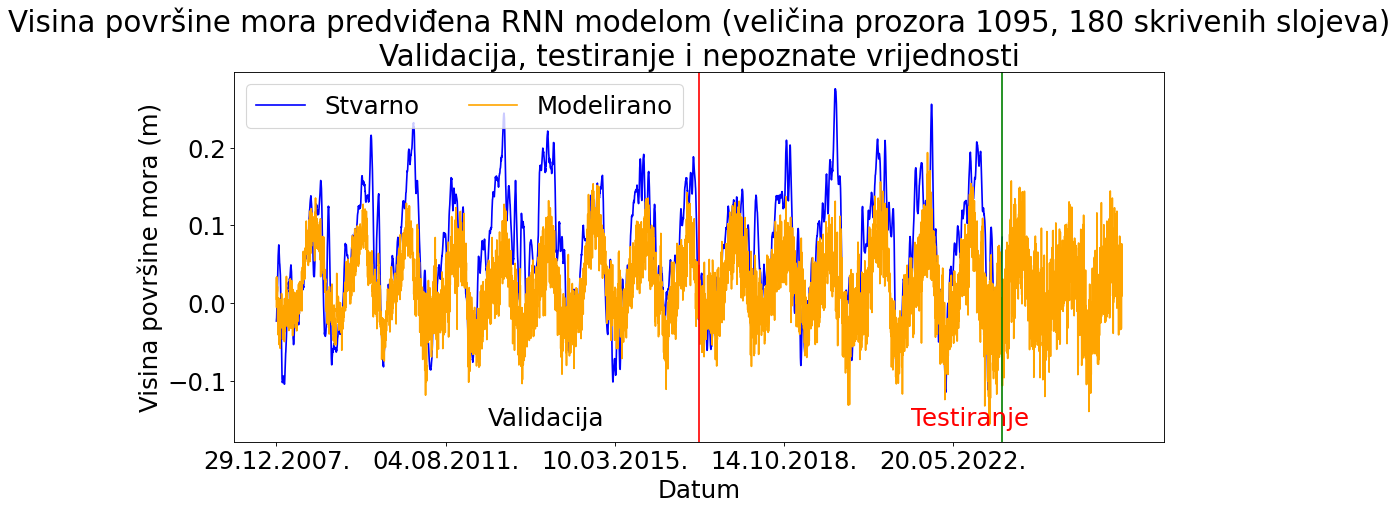 Visina površine mora predviđena RNN modelom (veličina prozora 1095, 180 skrivenih slojeva)
Validacija, testiranje i nepoznate vrijednosti
Stvarno Modelirano
Visina površine mora (m)
0.2
0.1
0.0
−0.1
Validacija Testiranje
29.12.2007. 04.08.2011. 10.03.2015. 14.10.2018. 20.05.2022.
Datum